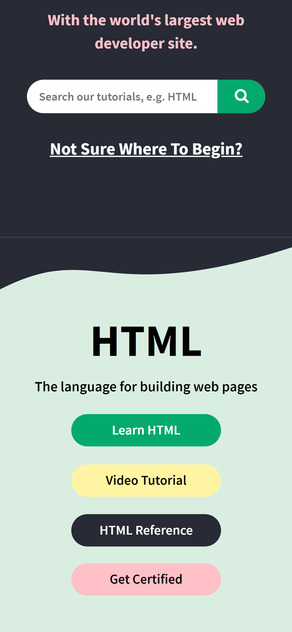 With the world's largest web
developer site.
Search our tutorials, e.g. HTML
Not Sure Where To Begin?
HTML
The language for building web pages
Learn HTML
Video Tutorial
HTML Reference
Get Certified